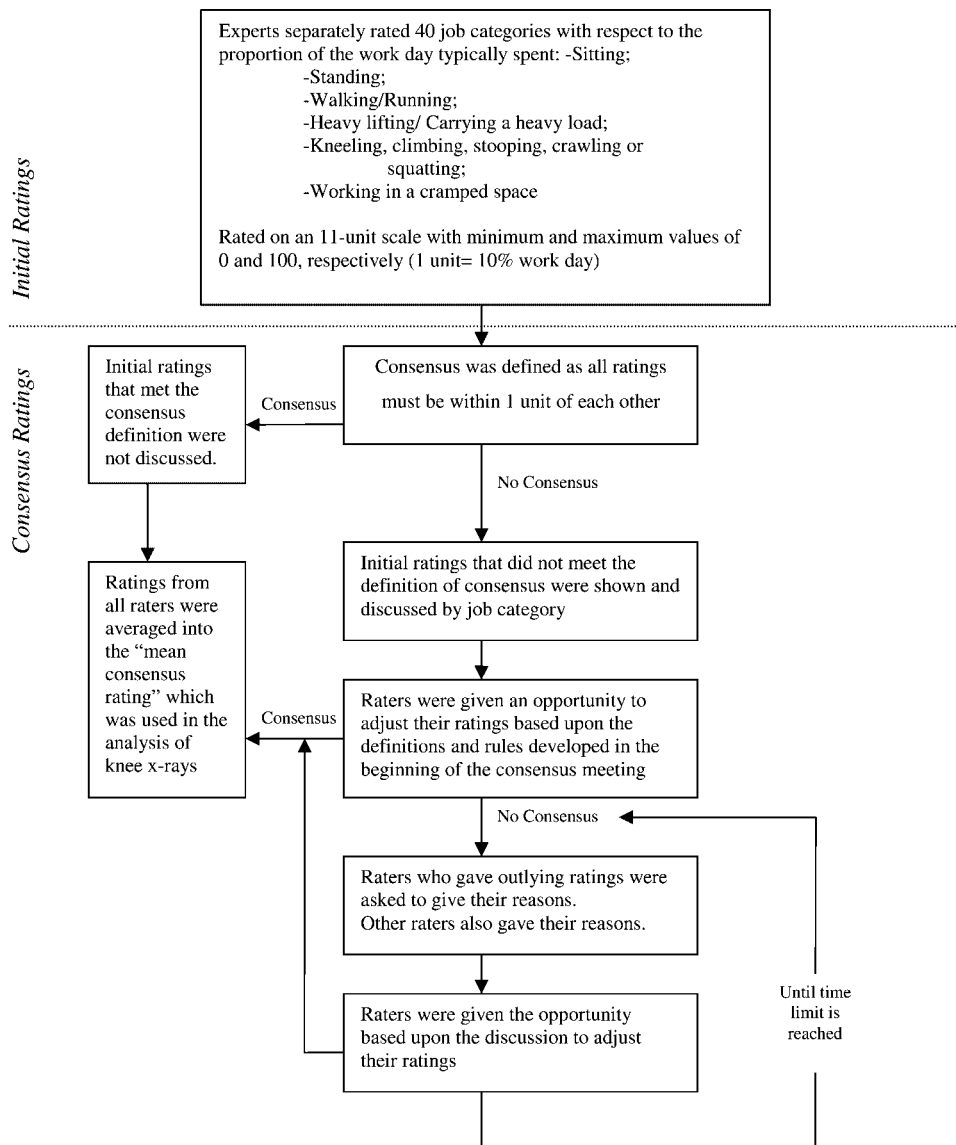 Experts separately rated 40 job categories with respect to the
proportion of the work day typically spent: -Sitting;
-Standing;
-Walking/Running;
-Heavy lifting/ Carrying a heavy load;
-Kneeling, climbing, stooping, crawling or
squatting;
-Working in a cramped space
Rated on an 11-unit scale with minimum and maximum values of
0 and 100, respectively (1 unit= 10% work day)
Initial Ratings
Consensus Ratings
Consensus was defined as all ratings
must be within 1 unit of each other
Consensus
Initial ratings
that met the
consensus
definition were
not discussed.
No Consensus
Initial ratings that did not meet the
definition of consensus were shown and
discussed by job category
Ratings from
all raters were
averaged into
the “mean
consensus
rating” which
was used in the
analysis of
knee x-rays
Consensus
Raters were given an opportunity to
adjust their ratings based upon the
definitions and rules developed in the
beginning of the consensus meeting
No Consensus
Raters who gave outlying ratings were
asked to give their reasons.
Other raters also gave their reasons.
Raters were given the opportunity
based upon the discussion to adjust
their ratings
Until time
limit is
reached